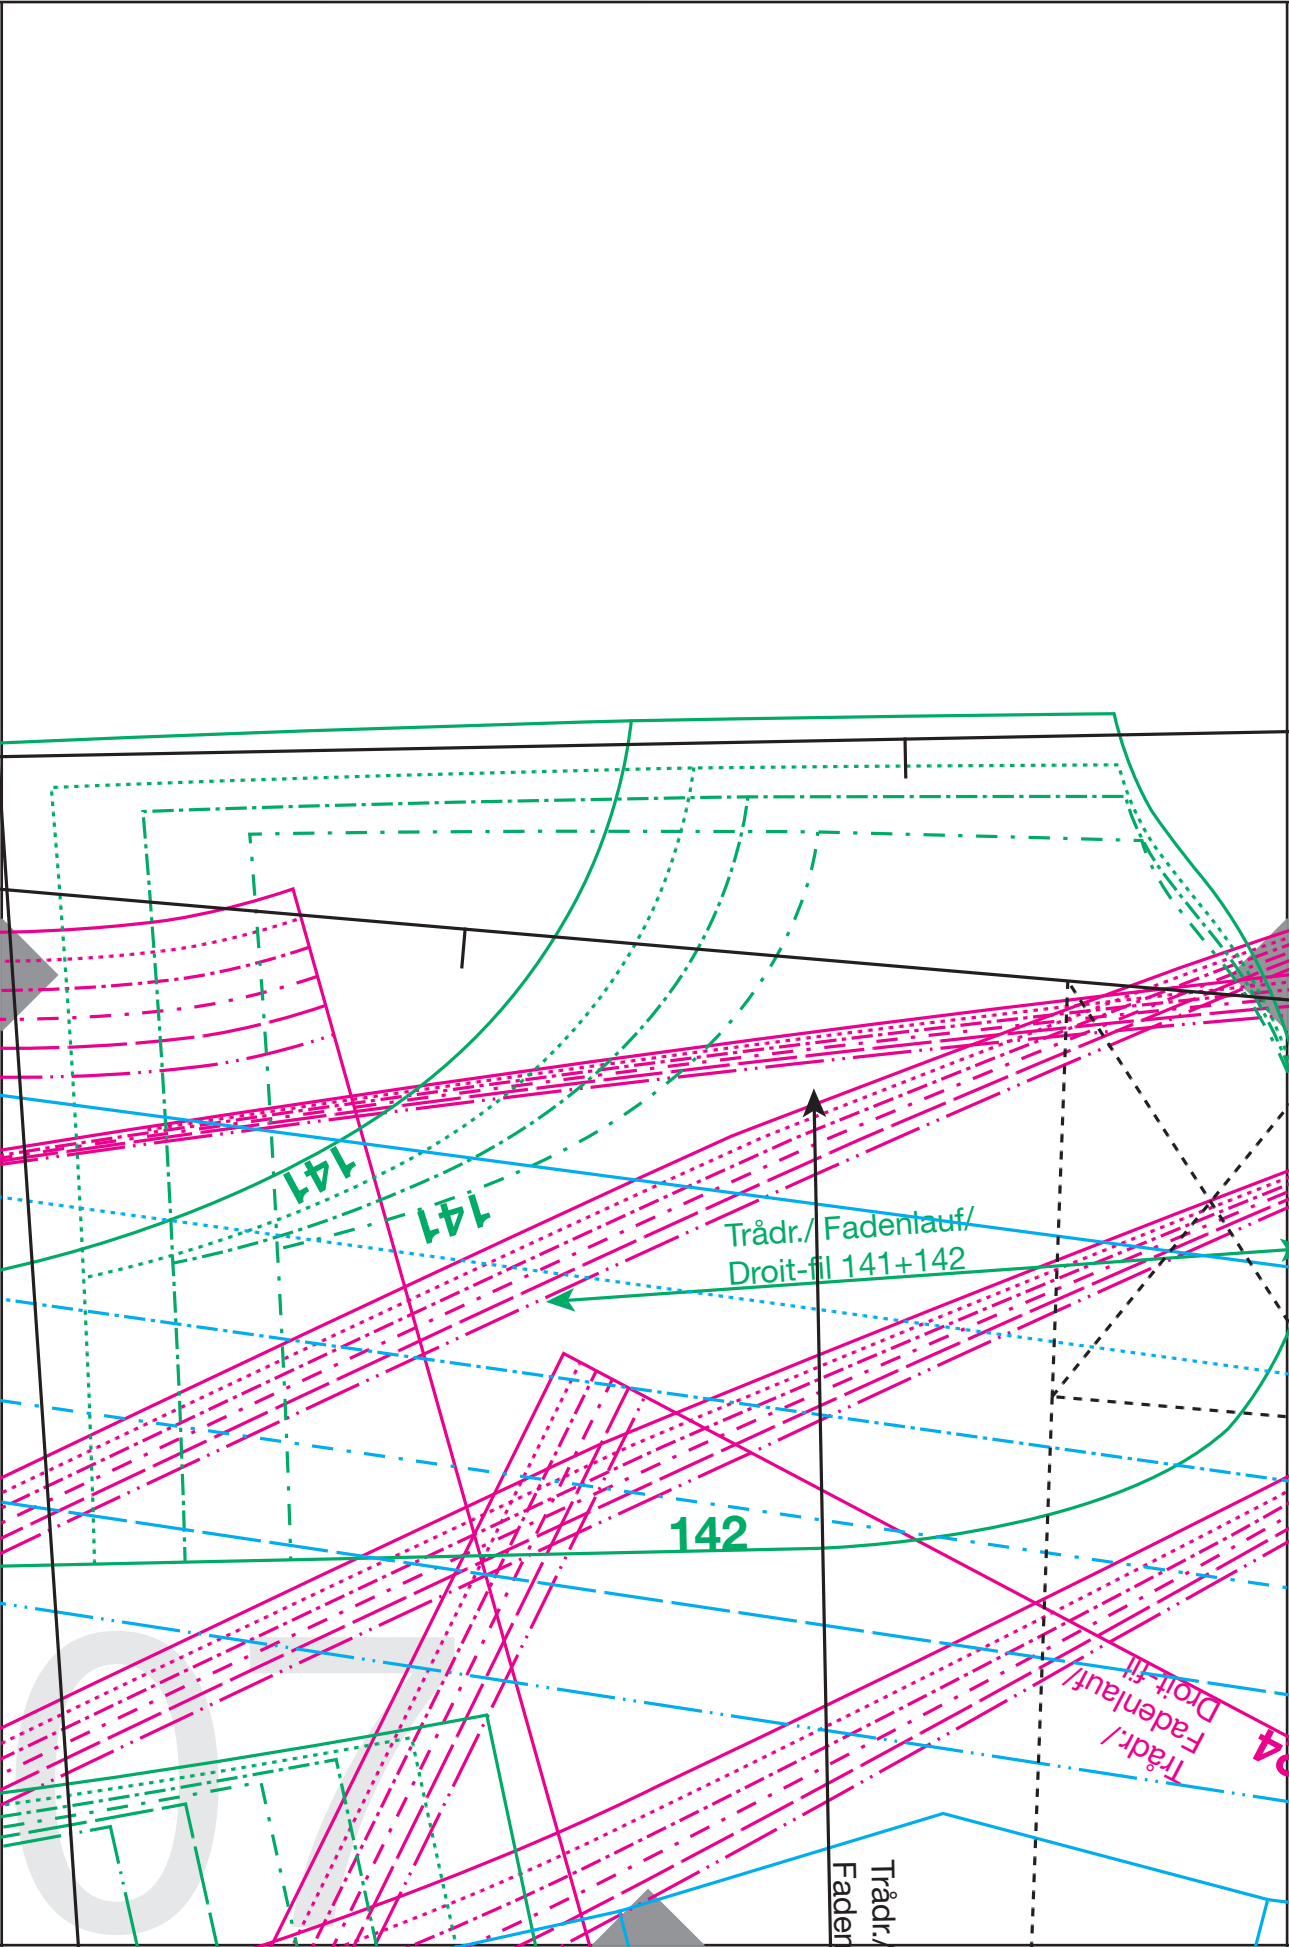 141
141
Trådr./ Fadenlauf/
Droit-fil 141+142
142
Trådr./
Fadenlauf/
Droit-fil
07
Trådr./
Faden